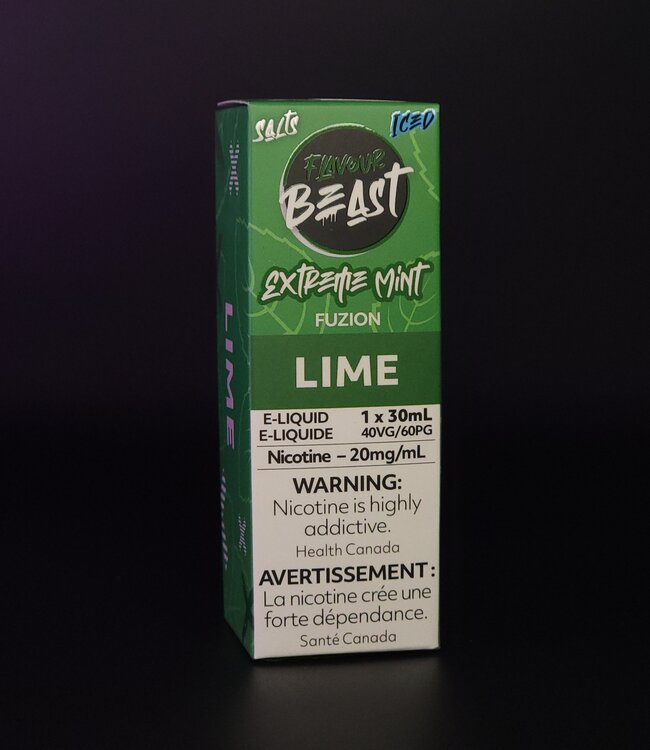 SALTS
ICED
FLAVOUR
BEAST
EXTREME MINT
FUZION
LIME
E-LIQUID 1 x 30mL
E-LIQUIDE 40VG/60PG
Nicotine – 20mg/mL
WARNING:
Nicotine is highly
addictive.
Health Canada
AVERTISSEMENT :
La nicotine crée une
forte dépendance.
Santé Canada
LIME